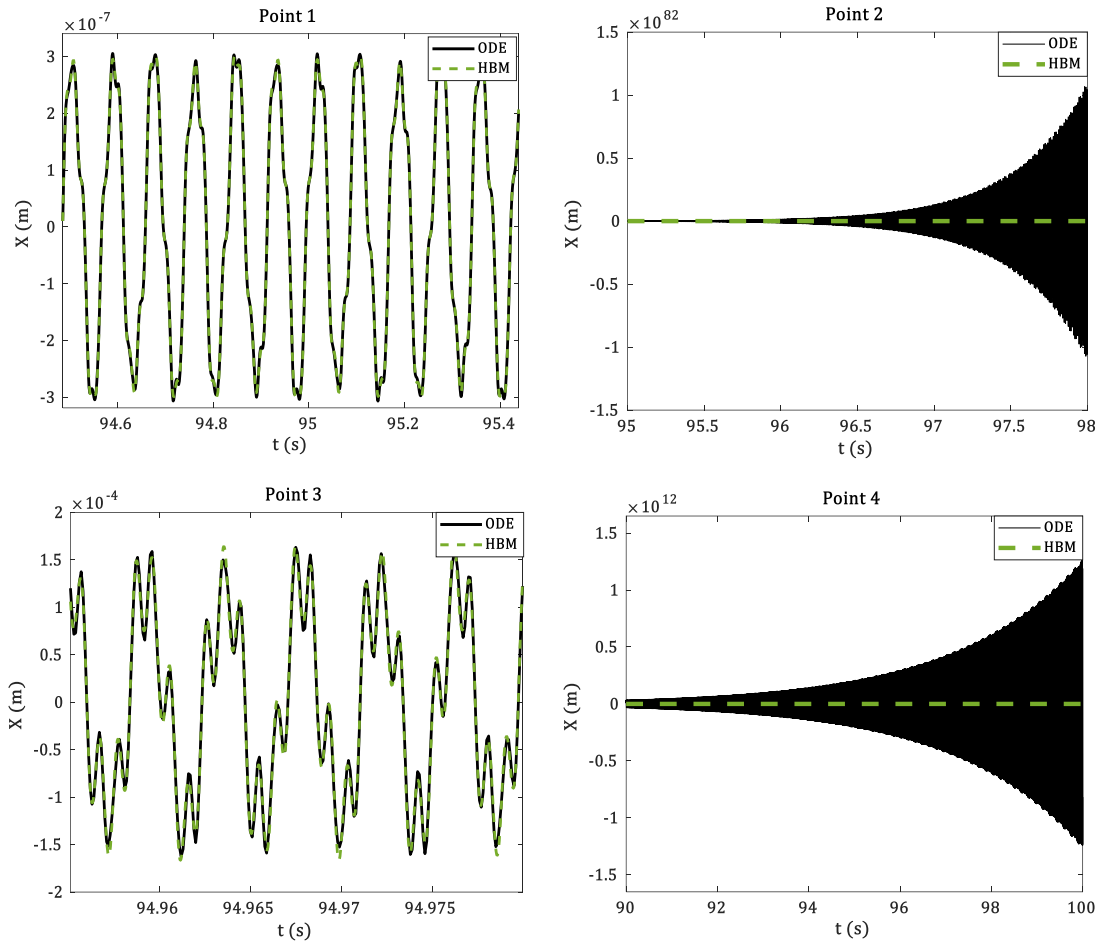 Point 1
×10⁻⁷
3
2
1
0
-1
-2
-3
X (m)
94.6
94.8
95
95.2
95.4
t (s)
ODE
HBM
Point 2
×10⁸²
1.5
1
0.5
0
-0.5
-1
-1.5
X (m)
95
95.5
96
96.5
97
97.5
98
t (s)
ODE
HBM
Point 3
×10⁻⁴
2
1.5
1
0.5
0
-0.5
-1
-1.5
-2
X (m)
94.96
94.965
94.97
94.975
t (s)
ODE
HBM
Point 4
×10¹²
1.5
1
0.5
0
-0.5
-1
-1.5
X (m)
90
92
94
96
98
100
t (s)
ODE
HBM